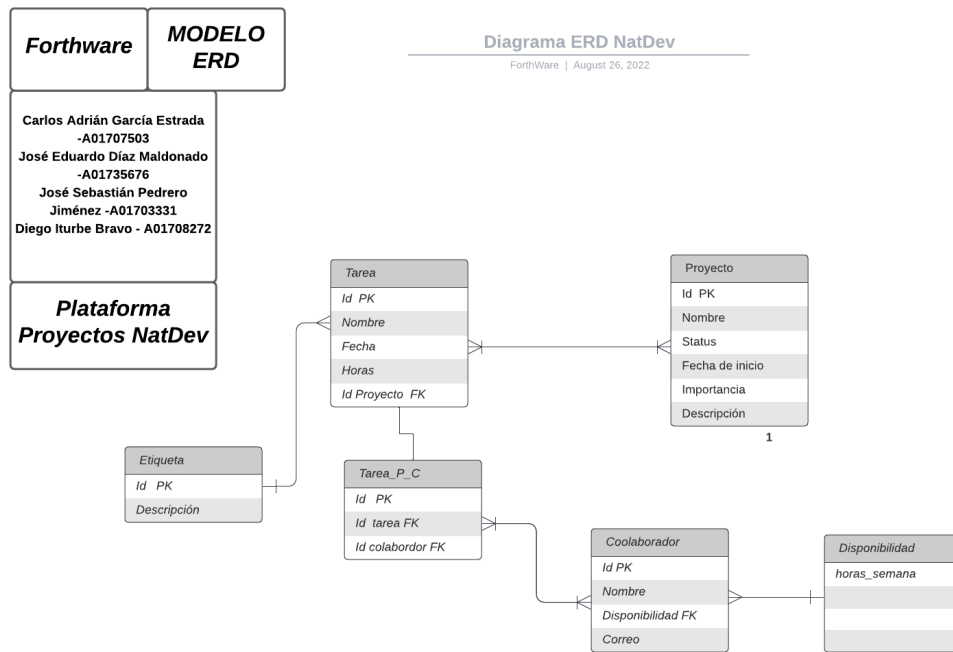 Forthware
MODELO
ERD
Diagrama ERD NatDev
ForthWare | August 26, 2022
Carlos Adrián García Estrada
-A01707503
José Eduardo Díaz Maldonado
-A01735676
José Sebastián Pedrero
Jiménez -A01703331
Diego Iturbe Bravo - A01708272
Plataforma
Proyectos NatDev
Tarea
Id PK
Nombre
Fecha
Horas
Id Proyecto FK
Proyecto
Id PK
Nombre
Status
Fecha de inicio
Importancia
Descripción
1
Etiqueta
Id PK
Descripción
Tarea_P_C
Id PK
Id tarea FK
Id colabordor FK
Coolaborador
Id PK
Nombre
Disponibilidad FK
Correo
Disponibilidad
horas_semana